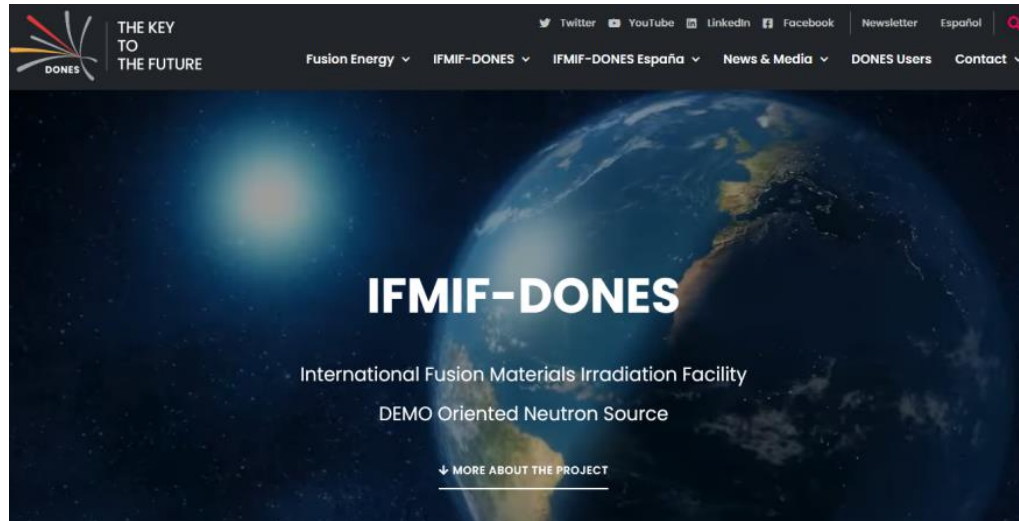 DONES
THE KEY
TO
THE FUTURE
Twitter YouTube LinkedIn Facebook Newsletter Español
Fusion Energy IFMIF-DONES IFMIF-DONES España News & Media DONES Users Contact
IFMIF-DONES
International Fusion Materials Irradiation Facility
DEMO Oriented Neutron Source
MORE ABOUT THE PROJECT